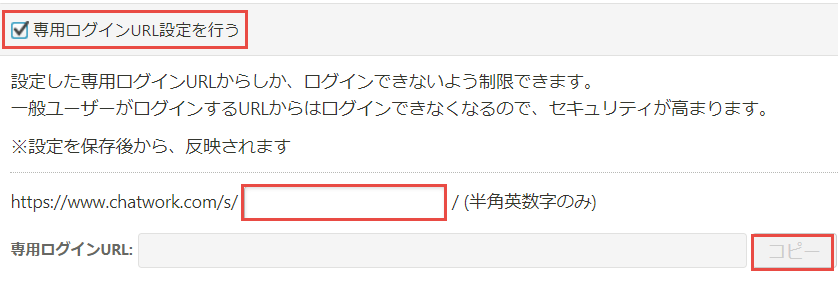 専用ログインURL設定を行う
設定した専用ログインURLからしか、ログインできないよう制限できます。
一般ユーザーがログインするURLからはログインできなくなるので、セキュリティが高まります。
※設定を保存後から、反映されます
https://www.chatwork.com/s/ / (半角英数字のみ)
専用ログインURL: コピー